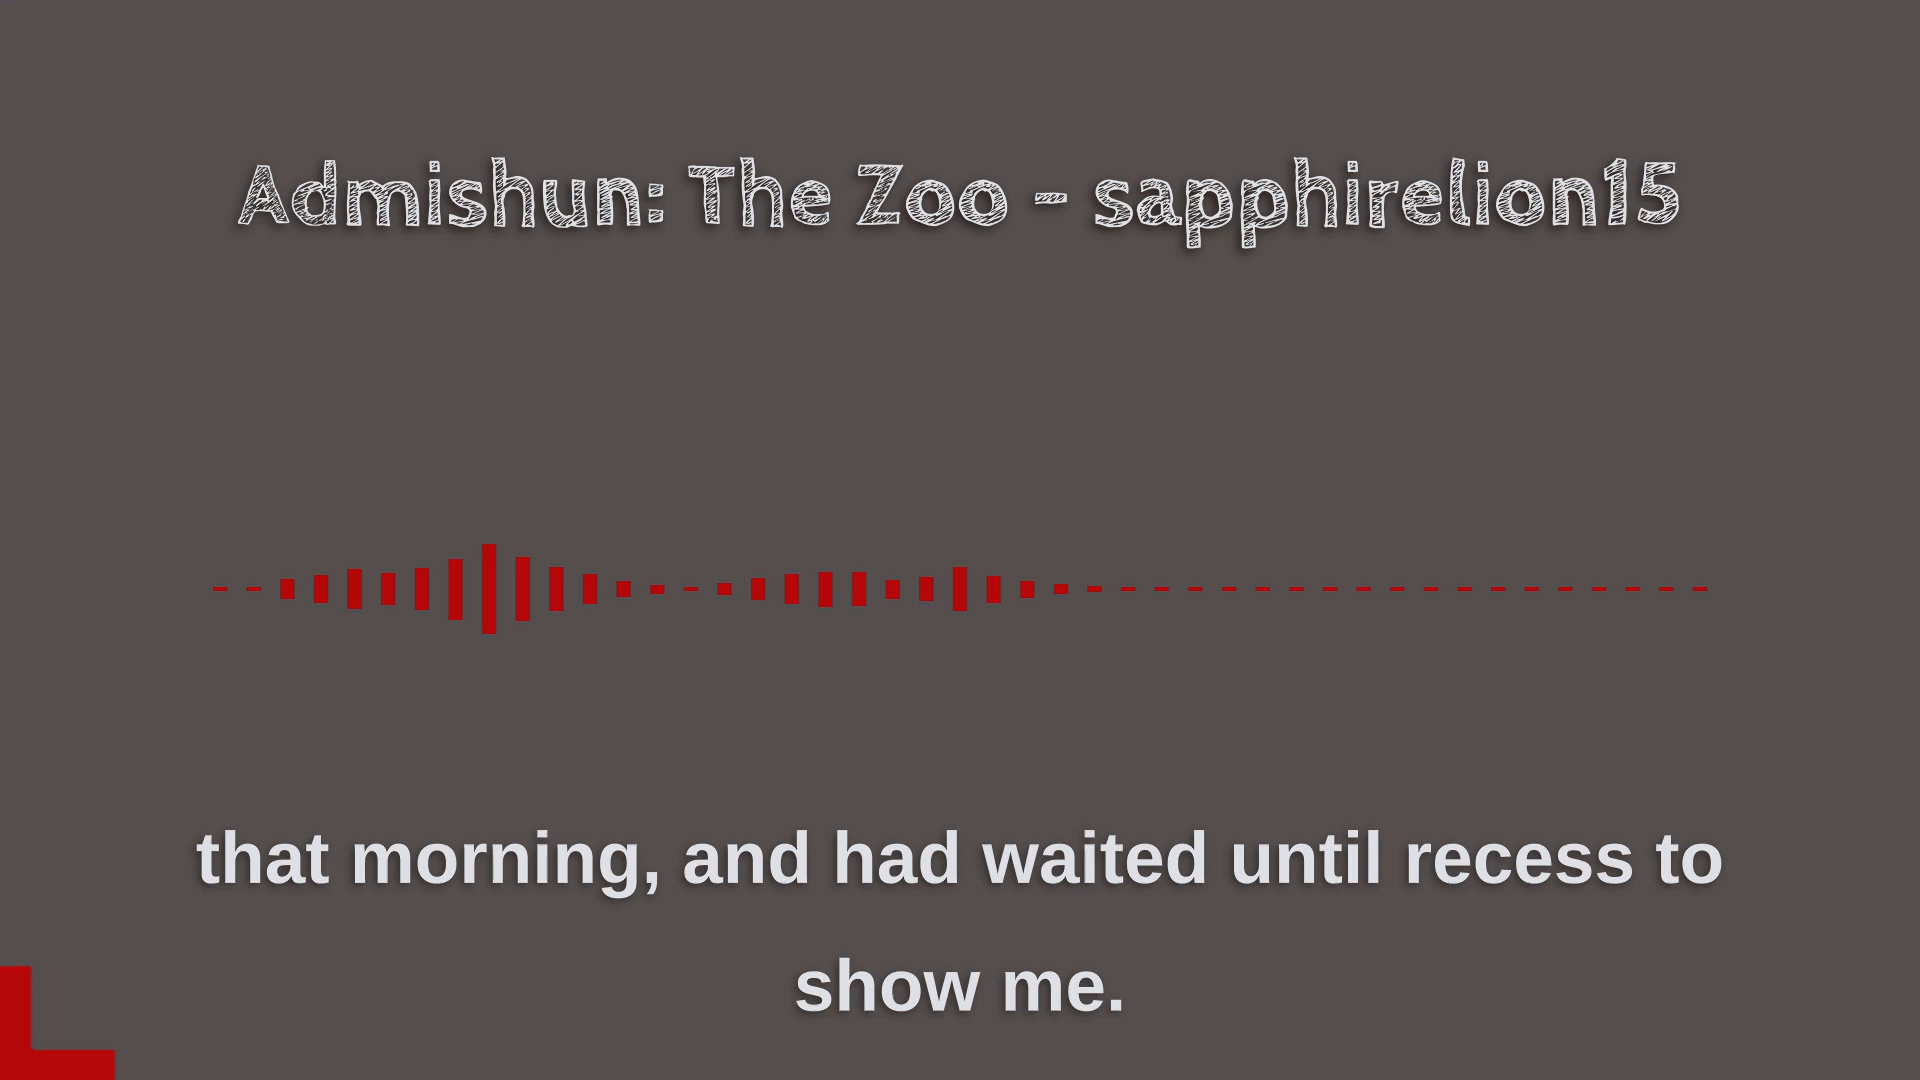 Admishun: The Zoo - sapphirelion15
that morning, and had waited until recess to
show me.